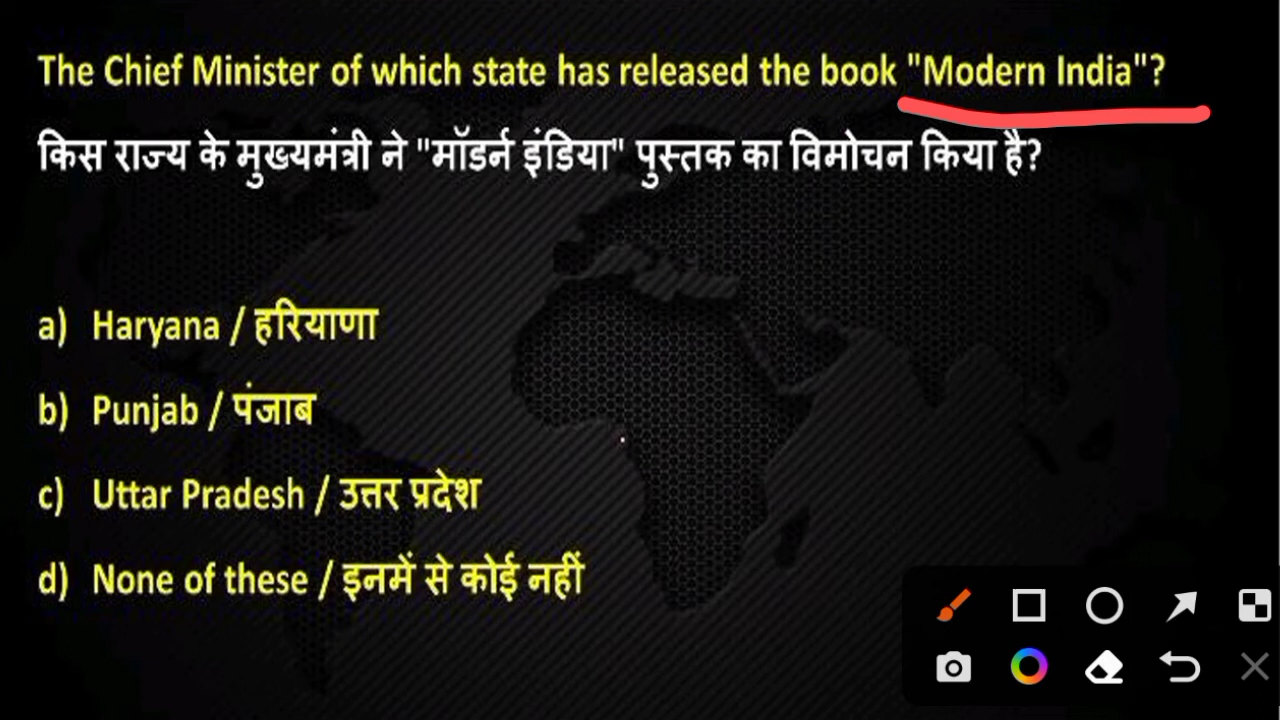 The Chief Minister of which state has released the book "Modern India"?
किस राज्य के मुख्यमंत्री ने "मॉडर्न इंडिया" पुस्तक का विमोचन किया है?
a) Haryana / हरियाणा
b) Punjab / पंजाब
c) Uttar Pradesh / उत्तर प्रदेश
d) None of these / इनमें से कोई नहीं